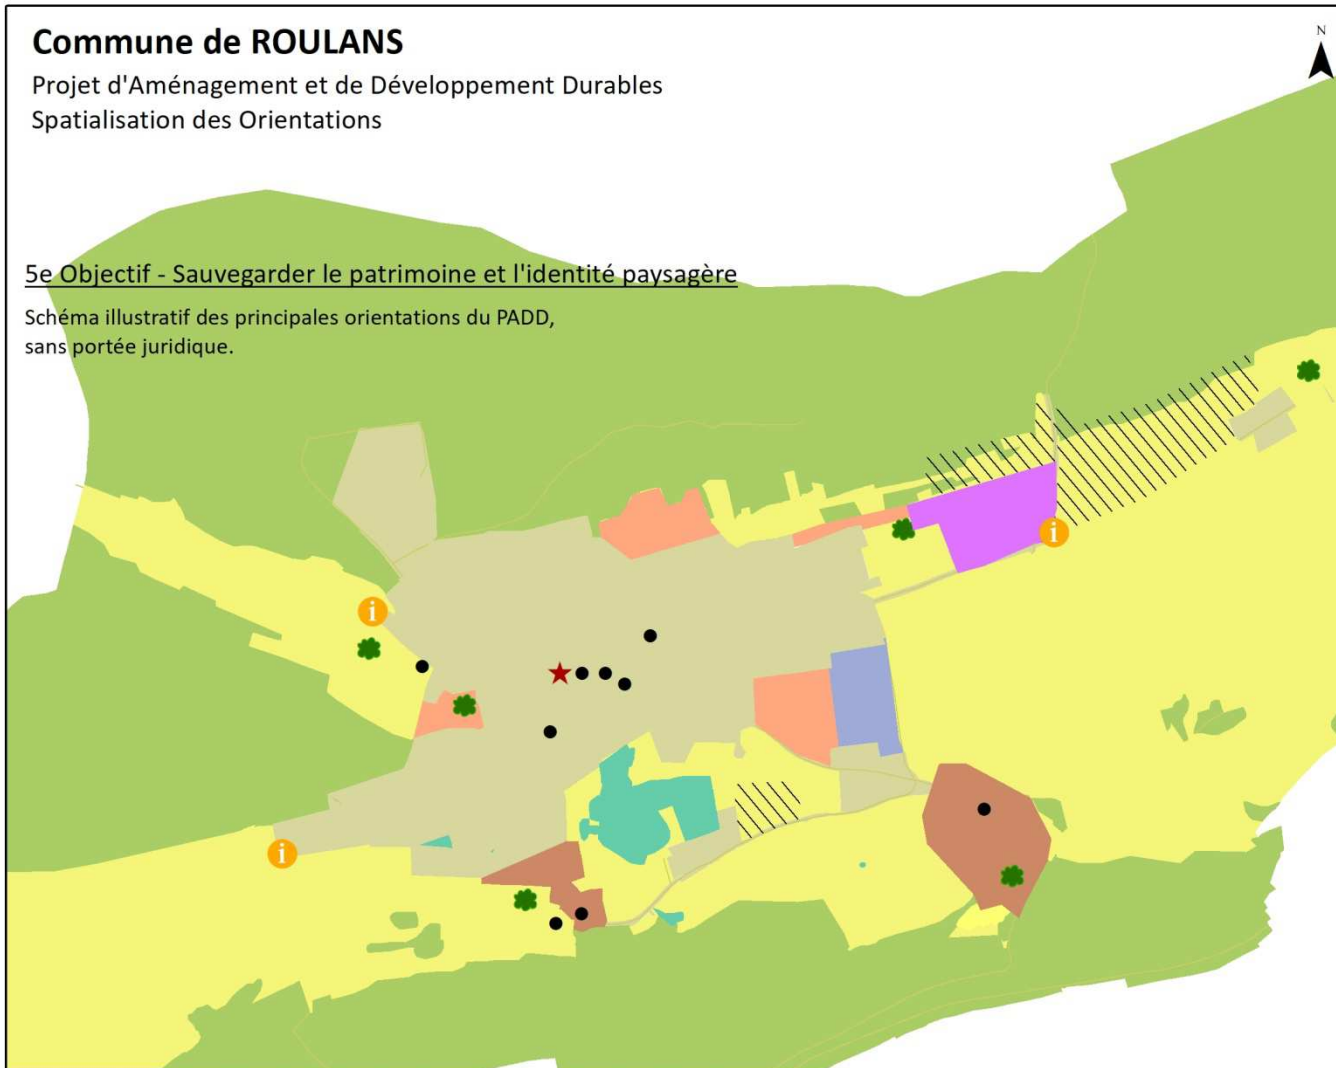 Commune de ROULANS
N
Projet d'Aménagement et de Développement Durables
Spatialisation des Orientations
5e Objectif - Sauvegarder le patrimoine et l'identité paysagère
Schéma illustratif des principales orientations du PADD,
sans portée juridique.
i
i
i